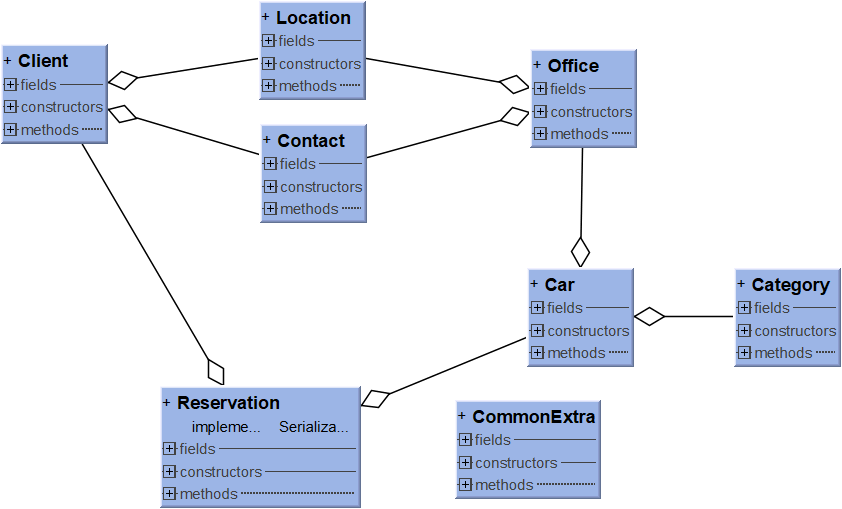 + Client
+ fields
+ constructors
+ methods
+ Location
+ fields
+ constructors
+ methods
+ Contact
+ fields
+ constructors
+ methods
+ Office
+ fields
+ constructors
+ methods
+ Car
+ fields
+ constructors
+ methods
+ Category
+ fields
+ constructors
+ methods
+ Reservation
impleme... Serializa...
+ fields
+ constructors
+ methods
+ CommonExtra
+ fields
+ constructors
+ methods